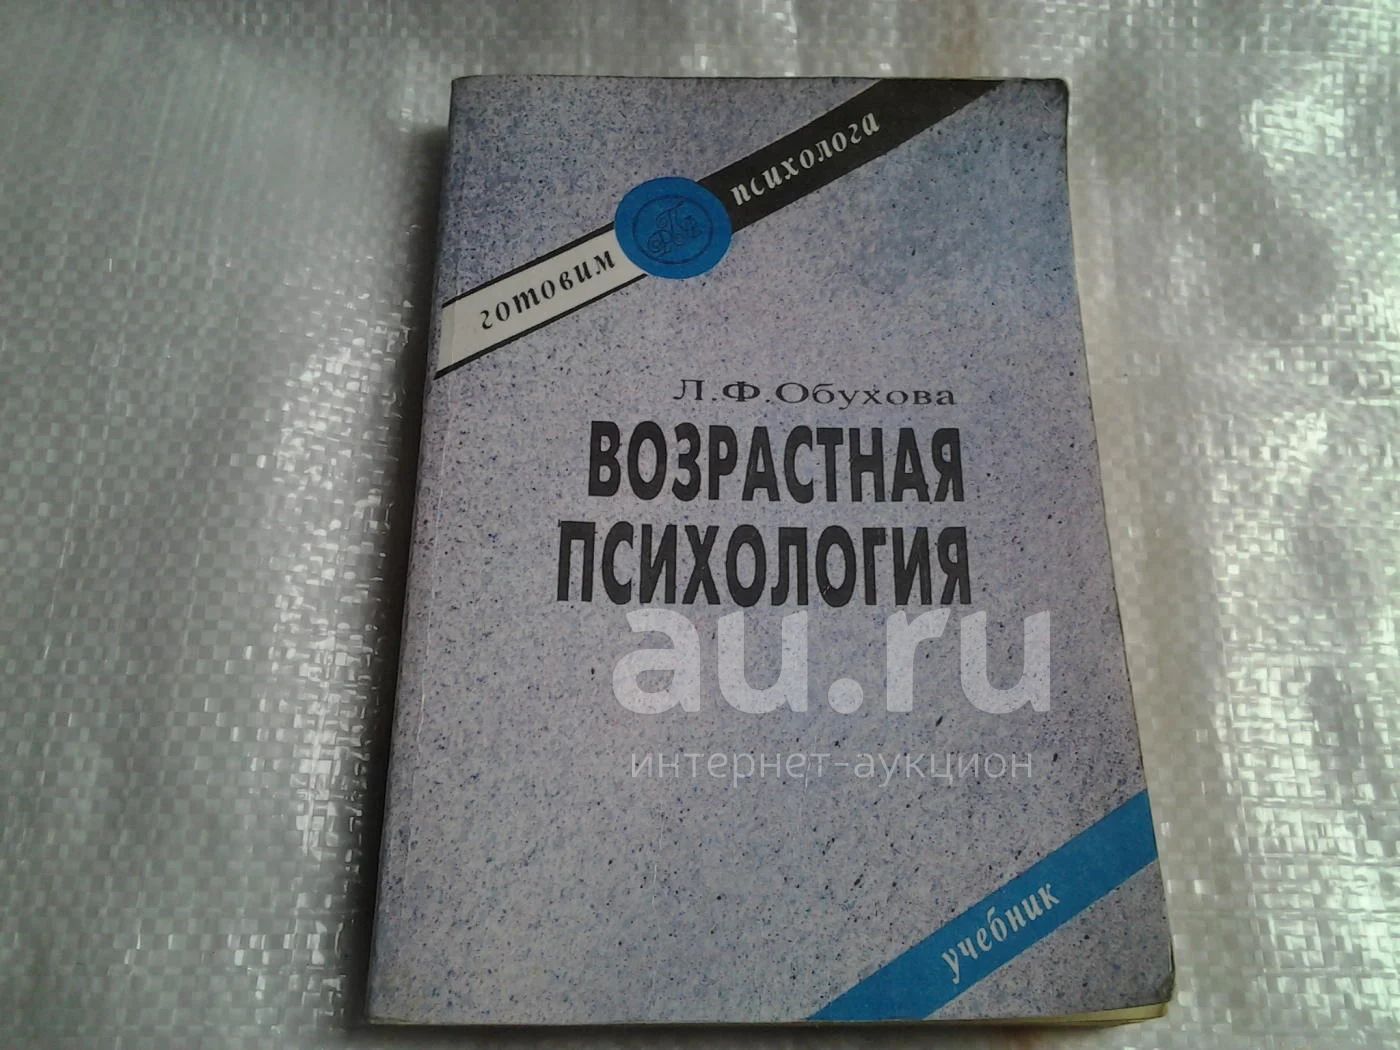 готовим психолога
Л.Ф.Обухова
ВОЗРАСТНАЯ
ПСИХОЛОГИЯ
au.ru
интернет-аукцион
учебник